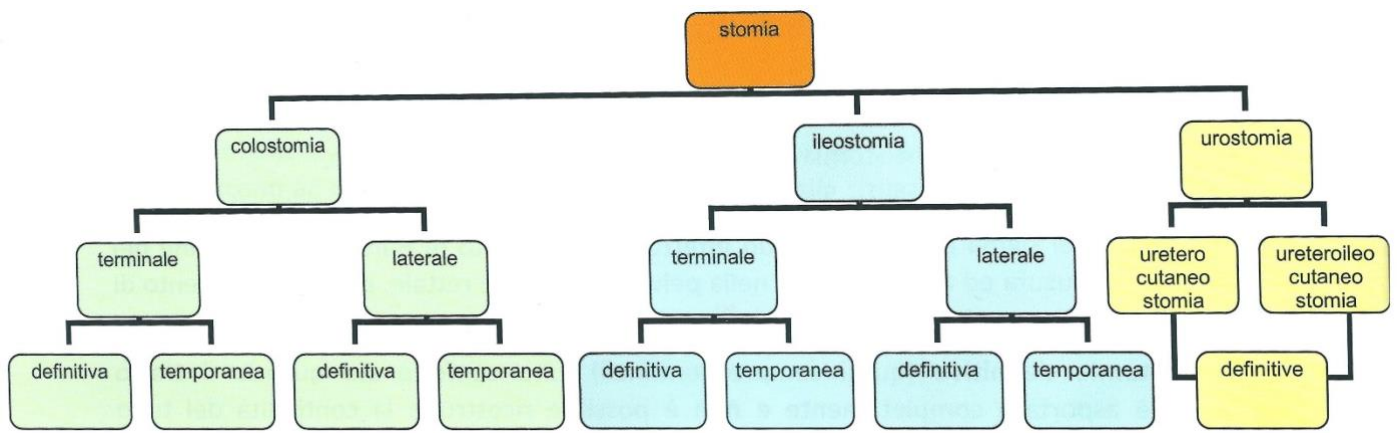 stomia
colostomia
ileostomia
urostomia
terminale
laterale
terminale
laterale
uretero
cutaneo
stomia
ureteroileo
cutaneo
stomia
definitiva
temporanea
definitiva
temporanea
definitiva
temporanea
definitiva
temporanea
definitive